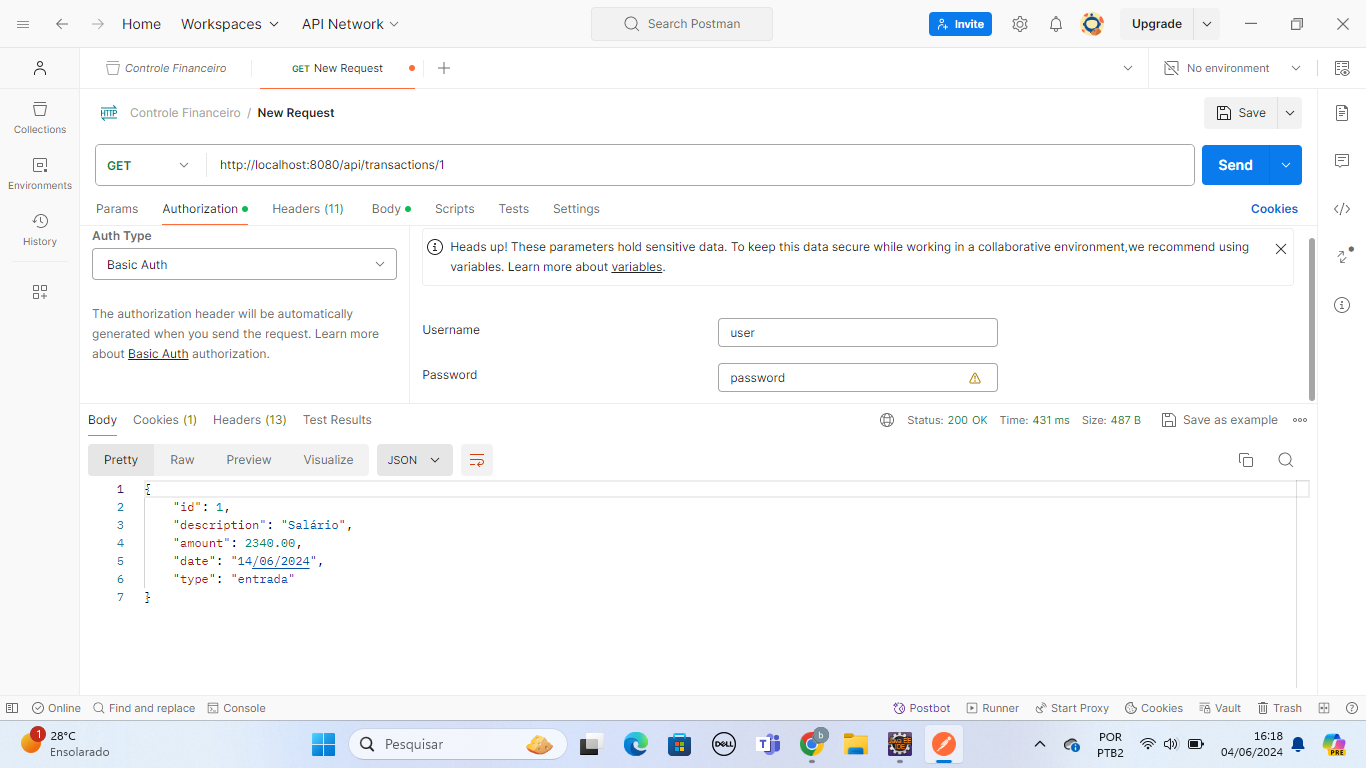 Home Workspaces API Network Search Postman Invite Upgrade
Controle Financeiro GET New Request No environment
HTTP Controle Financeiro / New Request Save
Collections
Environments
History
GET http://localhost:8080/api/transactions/1 Send
Params Authorization Headers (11) Body Scripts Tests Settings Cookies
Auth Type
Basic Auth
The authorization header will be automatically
generated when you send the request. Learn more
about Basic Auth authorization.
Heads up! These parameters hold sensitive data. To keep this data secure while working in a collaborative environment,we recommend using
variables. Learn more about variables.
Username user
Password password
Body Cookies (1) Headers (13) Test Results Status: 200 OK Time: 431 ms Size: 487 B Save as example
Pretty Raw Preview Visualize JSON
1 {
2 "id": 1,
3 "description": "Salário",
4 "amount": 2340.00,
5 "date": "14/06/2024",
6 "type": "entrada"
7 }
Online Find and replace Console Postbot Runner Start Proxy Cookies Vault Trash
1 28°C
Ensolarado
Pesquisar
DELL
b
JAVA EE
IDE
POR
PTB2
16:18
04/06/2024
PRE